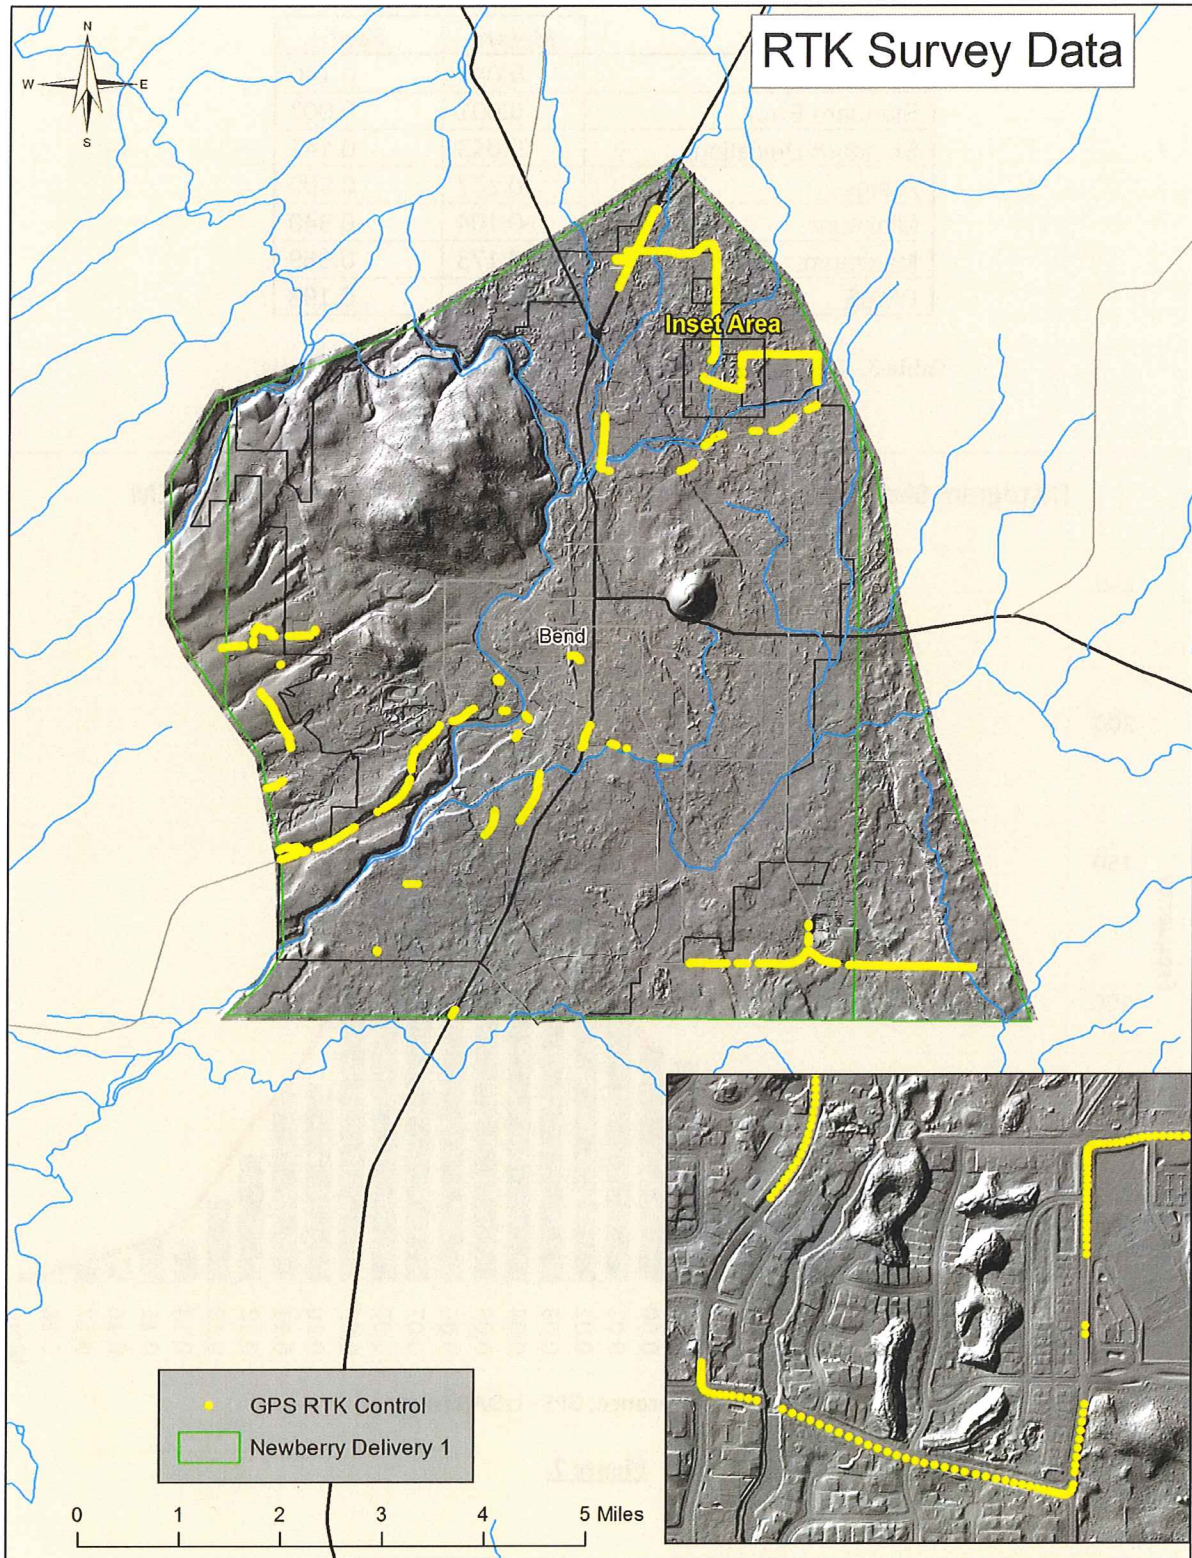 RTK Survey Data
N
W E
S
Inset Area
Bend
GPS RTK Control
Newberry Delivery 1
0 1 2 3 4 5 Miles